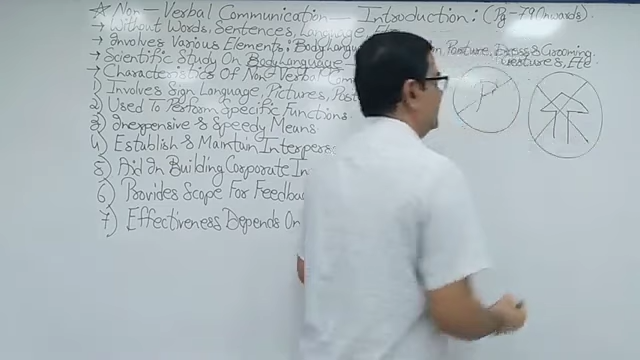 ☆ Non-Verbal Communication Introduction: (Pg-79 Onwards).
→ Without Words, Sentences, Language, Etc
→ Involves Various Elements: Body Posture, Dress & Grooming,
Gestures, Etc
→ Scientific Study On Body Language
→ Characteristics Of Non-Verbal Com
1) Involves Sign Language, Pictures, Post
2) Used To Perform Specific Functions.
3) Inexpensive & Speedy Means
4) Establish & Maintain Interpers
5) Aid In Building Corporate I
6) Provides Scope For Feedbac
7) Effectiveness Depends On
P